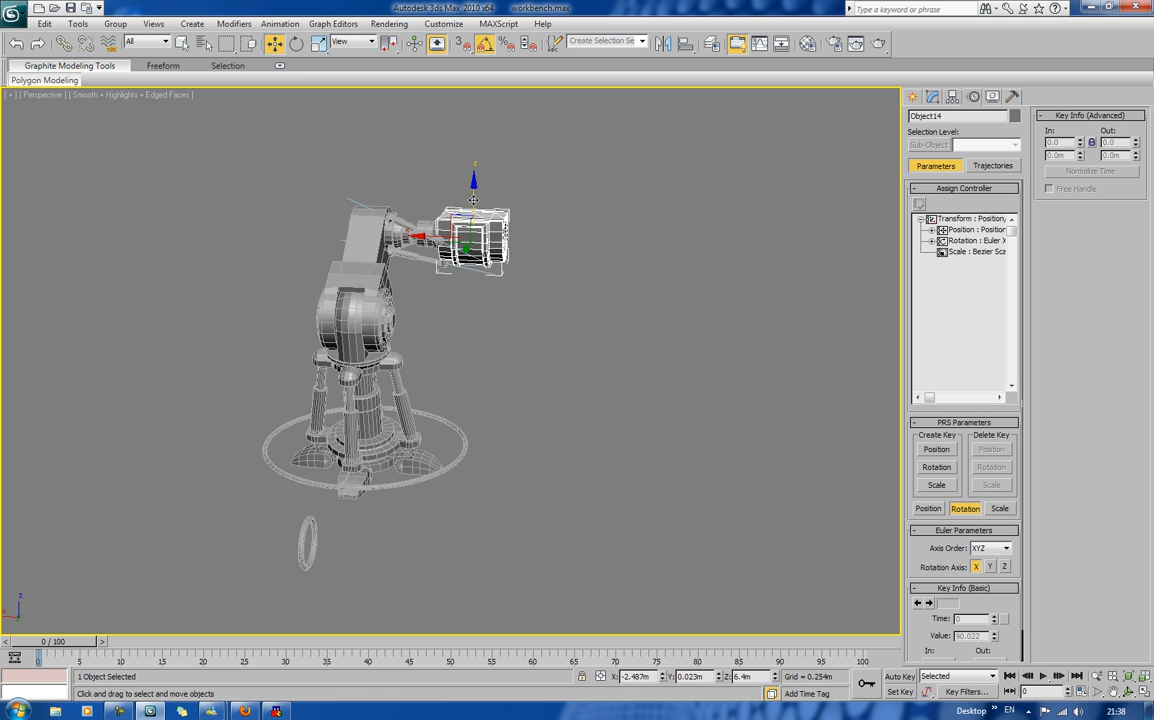 Autodesk 3ds Max 2010 x64 workbench.max
Type a keyword or phrase
Edit Tools Group Views Create Modifiers Animation Graph Editors Rendering Customize MAXScript Help
All View Create Selection Se
Graphite Modeling Tools Freeform Selection
Polygon Modeling
[ + ] [ Perspective ] [ Smooth + Highlights + Edged Faces ]
Object14
Selection Level:
Sub-Object
Parameters Trajectories
- Assign Controller
Transform : Position,
Position : Position
Rotation : Euler X
Scale : Bezier Sca
- PRS Parameters
Create Key Delete Key
Position Position
Rotation Rotation
Scale Scale
Position Rotation Scale
- Euler Parameters
Axis Order: XYZ
Rotation Axis: X Y Z
- Key Info (Basic)
Time: 0
Value: 90.022
In: Out:
- Key Info (Advanced)
In: Out:
0.0 0.0
0.0m 0.0m
Normalize Time
Free Handle
z
x
z
x
< 0 / 100 >
0 5 10 15 20 25 30 35 40 45 50 55 60 65 70 75 80 85 90 95 100
1 Object Selected X: -2.487m Y: 0.023m Z: 6.4m Grid = 0.254m Auto Key Selected
Click and drag to select and move objects Add Time Tag Set Key Key Filters... 0
Desktop » EN 21:38